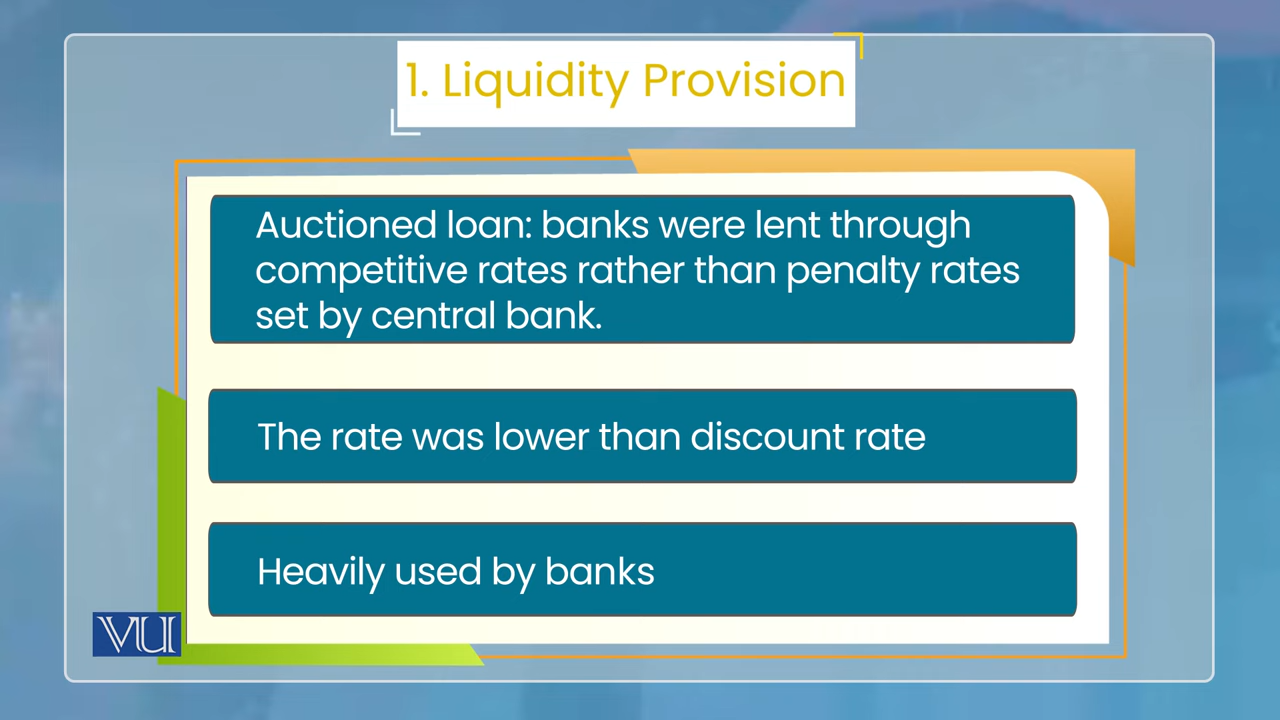 1. Liquidity Provision
Auctioned loan: banks were lent through
competitive rates rather than penalty rates
set by central bank.
The rate was lower than discount rate
Heavily used by banks
VU